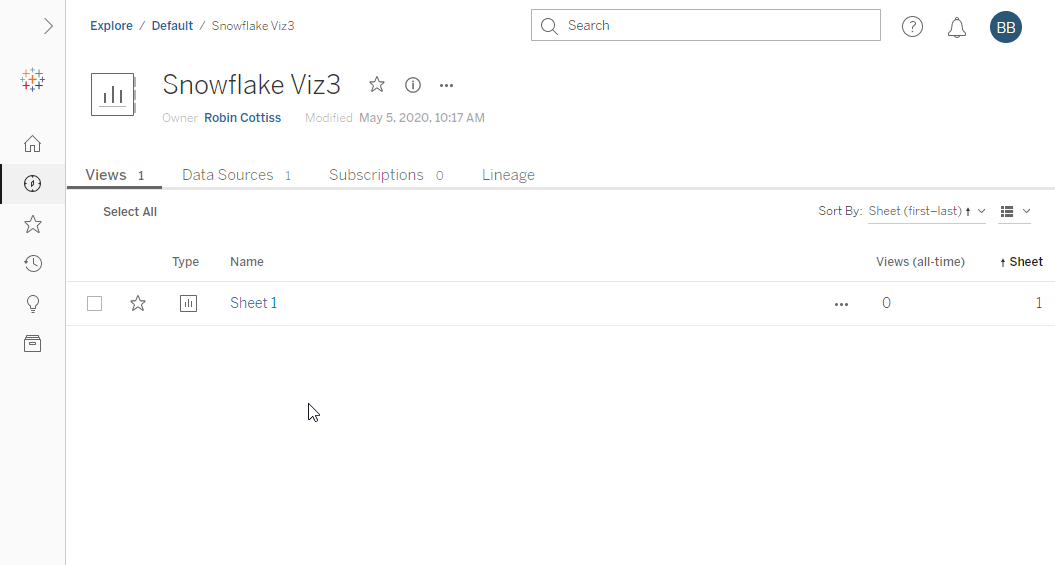 Explore / Default / Snowflake Viz3
Search
BB
Snowflake Viz3
Owner Robin Cottiss Modified May 5, 2020, 10:17 AM
Views 1 Data Sources 1 Subscriptions 0 Lineage
Select All
Sort By: Sheet (first–last)
Type Name Views (all-time) Sheet
Sheet 1 0 1